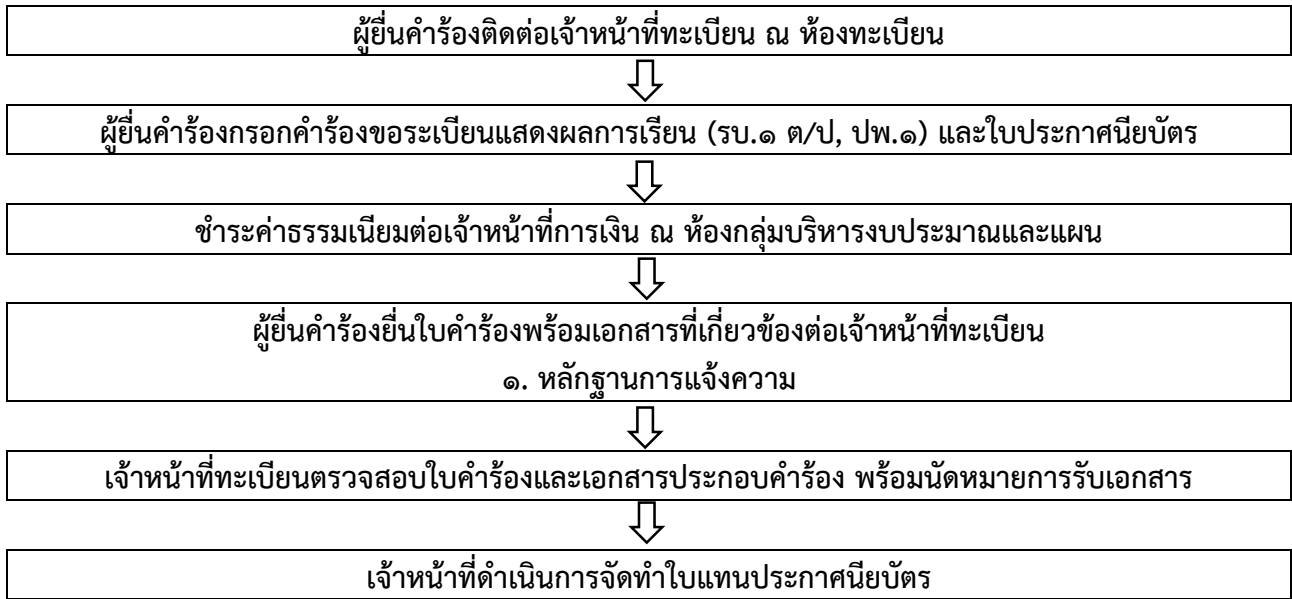 ผู้ยื่นคำร้องติดต่อเจ้าหน้าที่ทะเบียน ณ ห้องทะเบียน
ผู้ยื่นคำร้องกรอกคำร้องขอระเบียนแสดงผลการเรียน (รบ.๑ ต/ป, ปพ.๑) และใบประกาศนียบัตร
ชำระค่าธรรมเนียมต่อเจ้าหน้าที่การเงิน ณ ห้องกลุ่มบริหารงบประมาณและแผน
ผู้ยื่นคำร้องยื่นใบคำร้องพร้อมเอกสารที่เกี่ยวข้องต่อเจ้าหน้าที่ทะเบียน
๑. หลักฐานการแจ้งความ
เจ้าหน้าที่ทะเบียนตรวจสอบใบคำร้องและเอกสารประกอบคำร้อง พร้อมนัดหมายการรับเอกสาร
เจ้าหน้าที่ดำเนินการจัดทำใบแทนประกาศนียบัตร